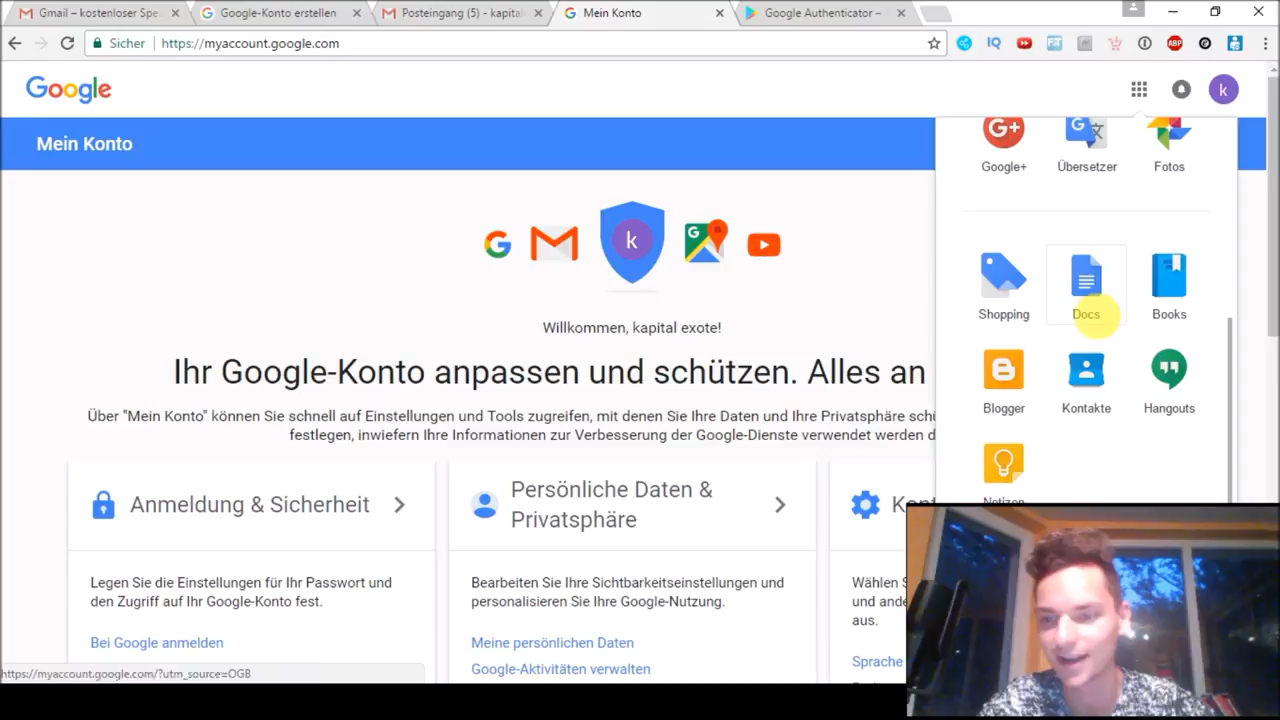 Gmail – kostenloser Spe
Google-Konto erstellen
Posteingang (5) - kapital
Mein Konto
Google Authenticator –
Sicher
https://myaccount.google.com
IQ
ABP
Google
k
Mein Konto
G+
Google+
Übersetzer
Fotos
G
k
G
Shopping
Docs
Books
Willkommen, kapital exote!
Ihr Google-Konto anpassen und schützen. Alles an
Blogger
Kontakte
Hangouts
Über "Mein Konto" können Sie schnell auf Einstellungen und Tools zugreifen, mit denen Sie Ihre Daten und Ihre Privatsphäre schü
festlegen, inwiefern Ihre Informationen zur Verbesserung der Google-Dienste verwendet werden d
Notizen
Anmeldung & Sicherheit
Persönliche Daten &
Privatsphäre
Kon
Legen Sie die Einstellungen für Ihr Passwort und
den Zugriff auf Ihr Google-Konto fest.
Bei Google anmelden
Bearbeiten Sie Ihre Sichtbarkeitseinstellungen und
personalisieren Sie Ihre Google-Nutzung.
Meine persönlichen Daten
Google-Aktivitäten verwalten
Wählen S
und ande
aus.
Sprache
https://myaccount.google.com/?utm_source=OGB